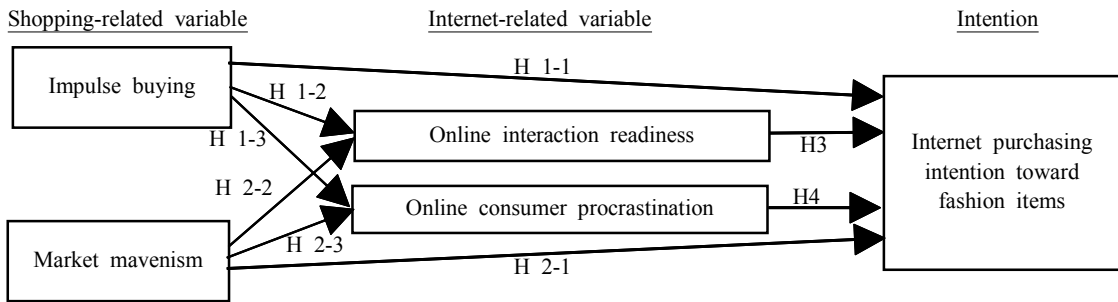 Shopping-related variable
Internet-related variable
Intention
Impulse buying
H 1-1
H 1-2
Online interaction readiness
H3
H 1-3
Internet purchasing
intention toward
fashion items
H 2-2
Online consumer procrastination
H4
H 2-3
Market mavenism
H 2-1